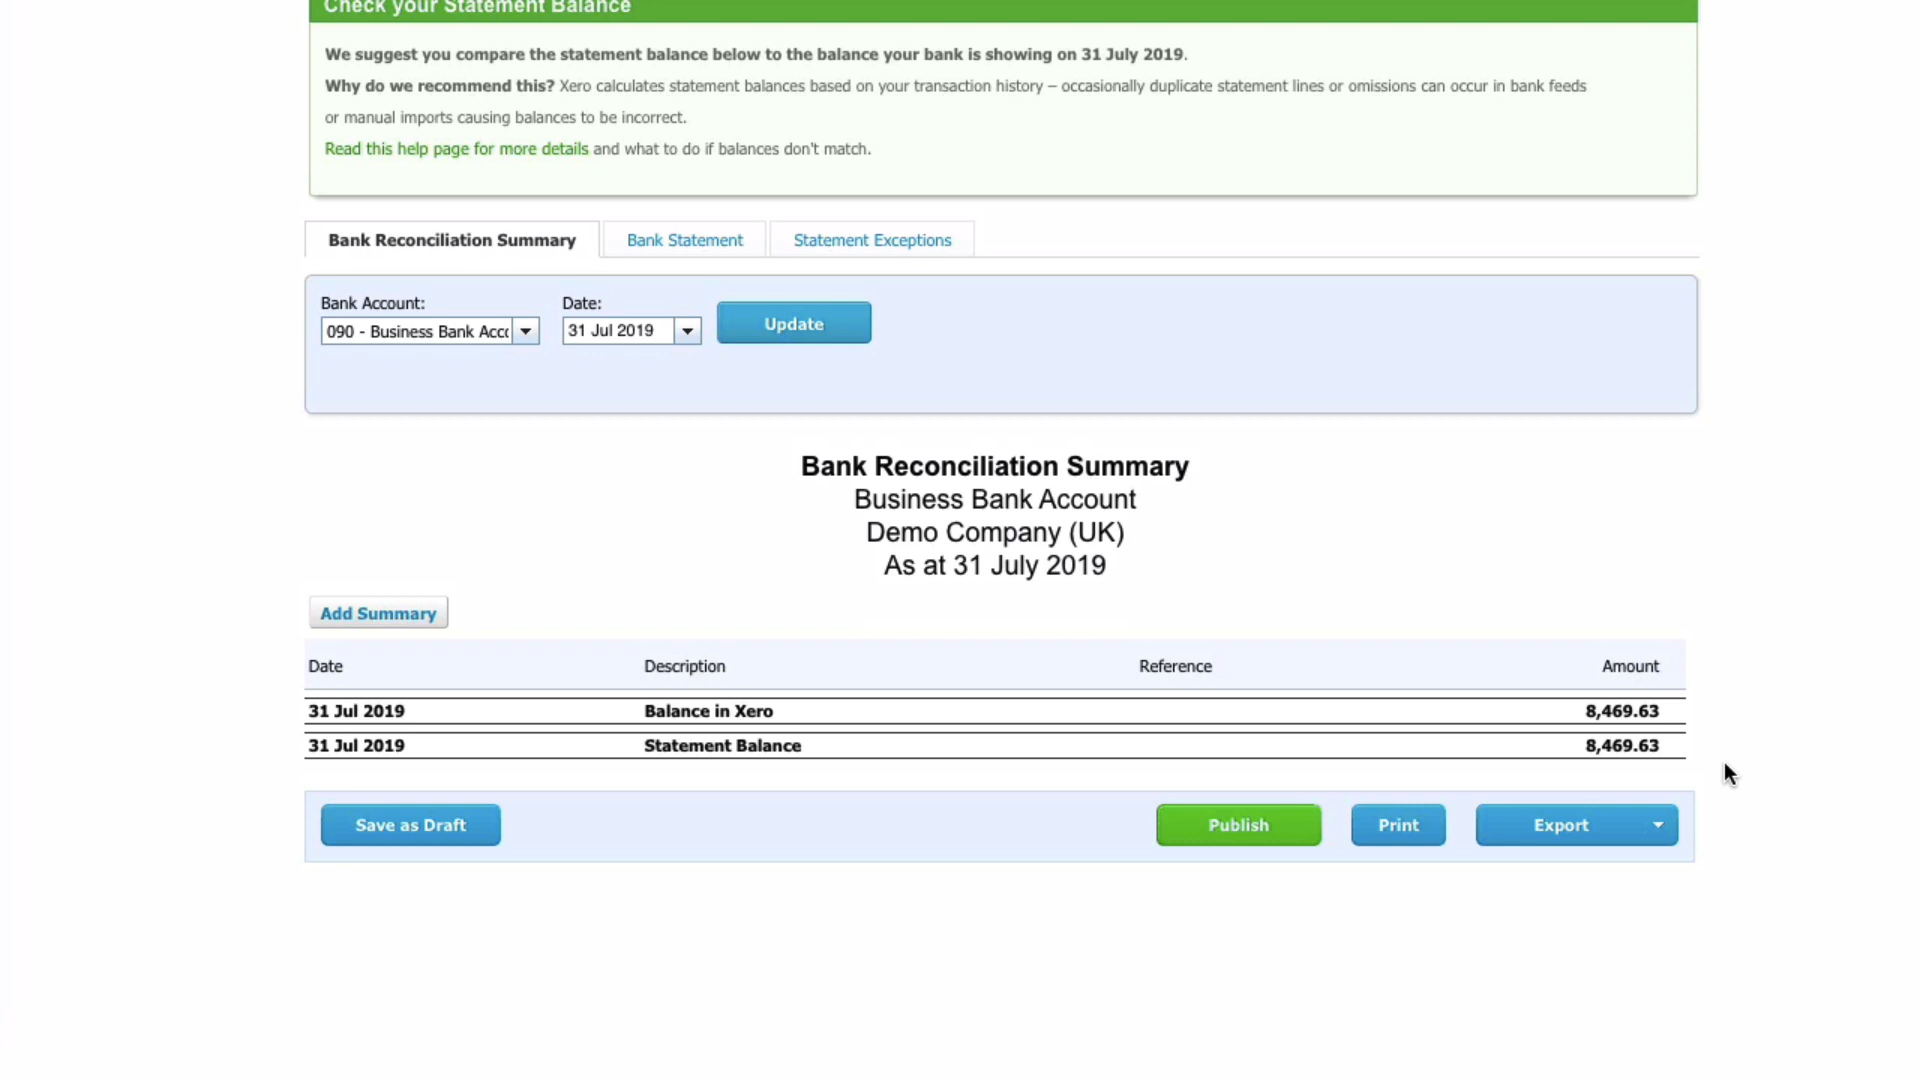 Check your Statement Balance
We suggest you compare the statement balance below to the balance your bank is showing on 31 July 2019.
Why do we recommend this? Xero calculates statement balances based on your transaction history – occasionally duplicate statement lines or omissions can occur in bank feeds
or manual imports causing balances to be incorrect.
Read this help page for more details and what to do if balances don't match.
Bank Reconciliation Summary Bank Statement Statement Exceptions
Bank Account: Date:
090 - Business Bank Acc 31 Jul 2019 Update
Bank Reconciliation Summary
Business Bank Account
Demo Company (UK)
As at 31 July 2019
Add Summary
Date Description Reference Amount
31 Jul 2019 Balance in Xero 8,469.63
31 Jul 2019 Statement Balance 8,469.63
Save as Draft Publish Print Export